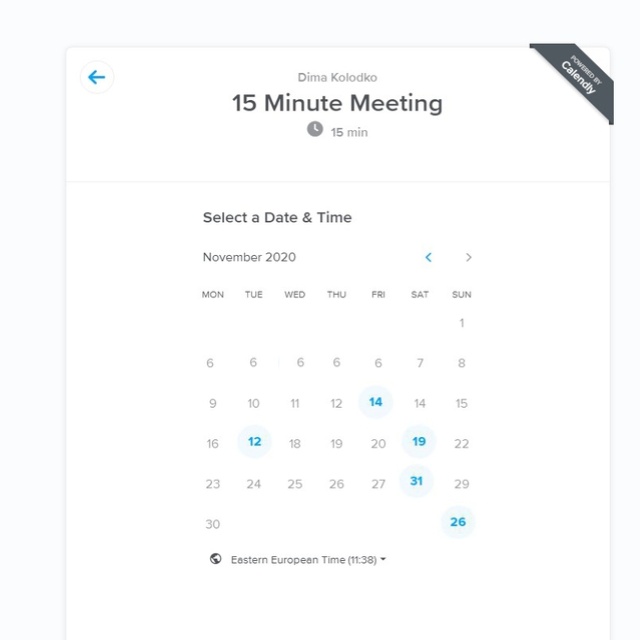 Dima Kolodko
15 Minute Meeting
15 min
POWERED BY
Calendly
Select a Date & Time
November 2020
MON TUE WED THU FRI SAT SUN
1
6 6 6 6 6 7 8
9 10 11 12 14 14 15
16 12 18 19 20 19 22
23 24 25 26 27 31 29
30 26
Eastern European Time (11:38)